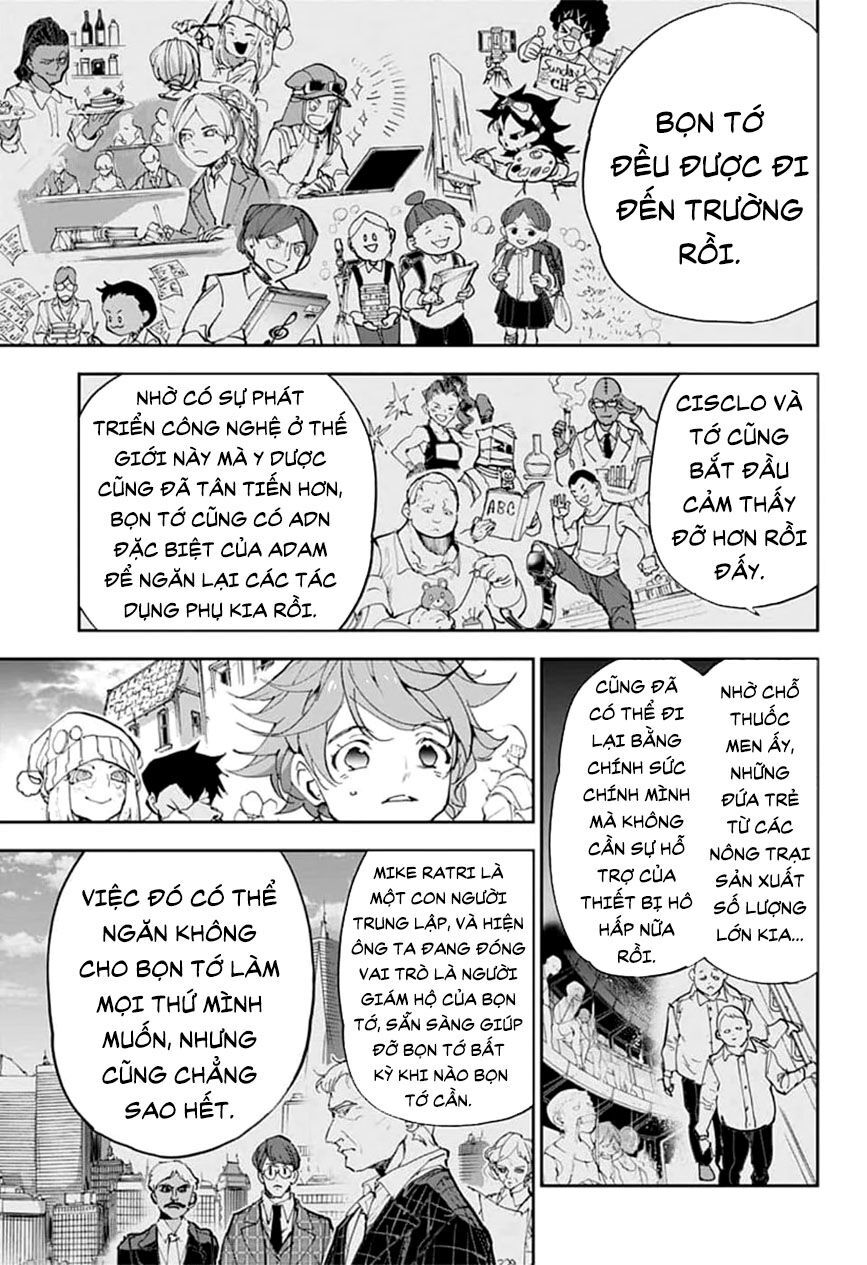 BỌN TỚ
ĐỀU ĐƯỢC ĐI
ĐẾN TRƯỜNG
RỒI.
Sunday
CH
CISCLO VÀ
TỚ CŨNG
BẮT ĐẦU
CẢM THẤY
ĐỠ HƠN RỒI
ĐẤY.
ABC
NHỜ CÓ SỰ PHÁT
TRIỂN CÔNG NGHỆ Ở THẾ
GIỚI NÀY MÀ Y DƯỢC
CŨNG ĐÃ TÂN TIẾN HƠN,
BỌN TỚ CŨNG CÓ ADN
ĐẶC BIỆT CỦA ADAM
ĐỂ NGĂN LẠI CÁC TÁC
DỤNG PHỤ KIA RỒI.
NHỜ CHỖ
THUỐC
MEN ẤY,
NHỮNG
ĐỨA TRẺ
TỪ CÁC
NÔNG TRẠI
SẢN XUẤT
SỐ LƯỢNG
LỚN KIA...
CŨNG ĐÃ
CÓ THỂ ĐI
LẠI BẰNG
CHÍNH SỨC
CHÍNH MÌNH
MÀ KHÔNG
CẦN SỰ HỖ
TRỢ CỦA
THIẾT BỊ HÔ
HẤP NỮA
RỒI.
MIKE RATRI LÀ
MỘT CON NGƯỜI
TRUNG LẬP, VÀ HIỆN
ÔNG TA ĐANG ĐÓNG
VAI TRÒ LÀ NGƯỜI
GIÁM HỘ CỦA BỌN
TỚ, SẴN SÀNG GIÚP
ĐỠ BỌN TỚ BẤT
KỲ KHI NÀO BỌN
TỚ CẦN.
VIỆC ĐÓ CÓ THỂ
NGĂN KHÔNG
CHO BỌN TỚ LÀM
MỌI THỨ MÌNH
MUỐN, NHƯNG
CŨNG CHẲNG
SAO HẾT.